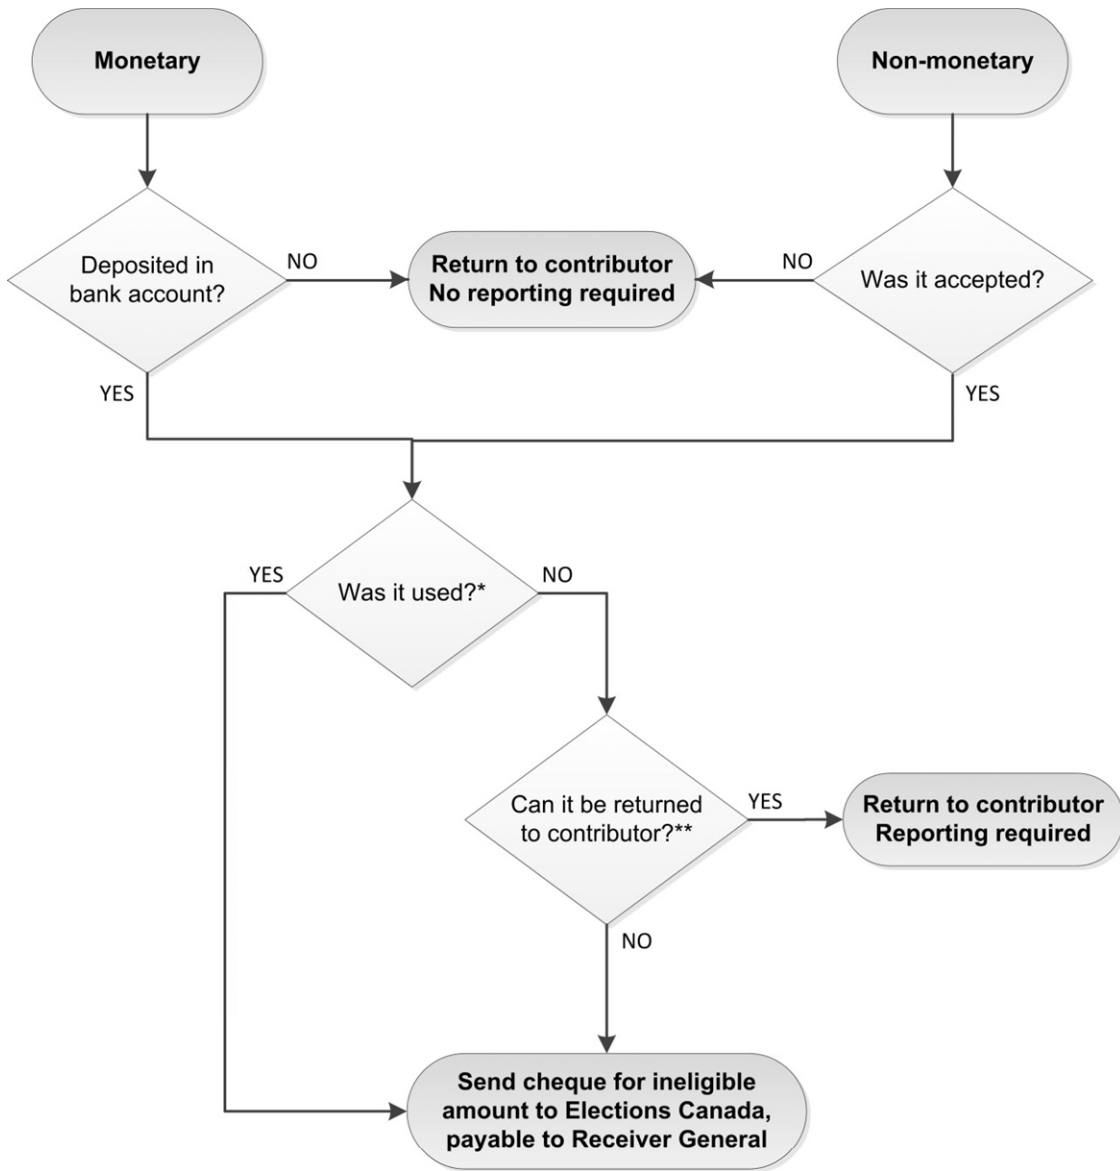 Monetary
Non-monetary
Deposited in
bank account?
NO
Return to contributor
No reporting required
NO
Was it accepted?
YES
YES
YES
Was it used?*
NO
Can it be returned
to contributor?**
YES
Return to contributor
Reporting required
NO
Send cheque for ineligible
amount to Elections Canada,
payable to Receiver General